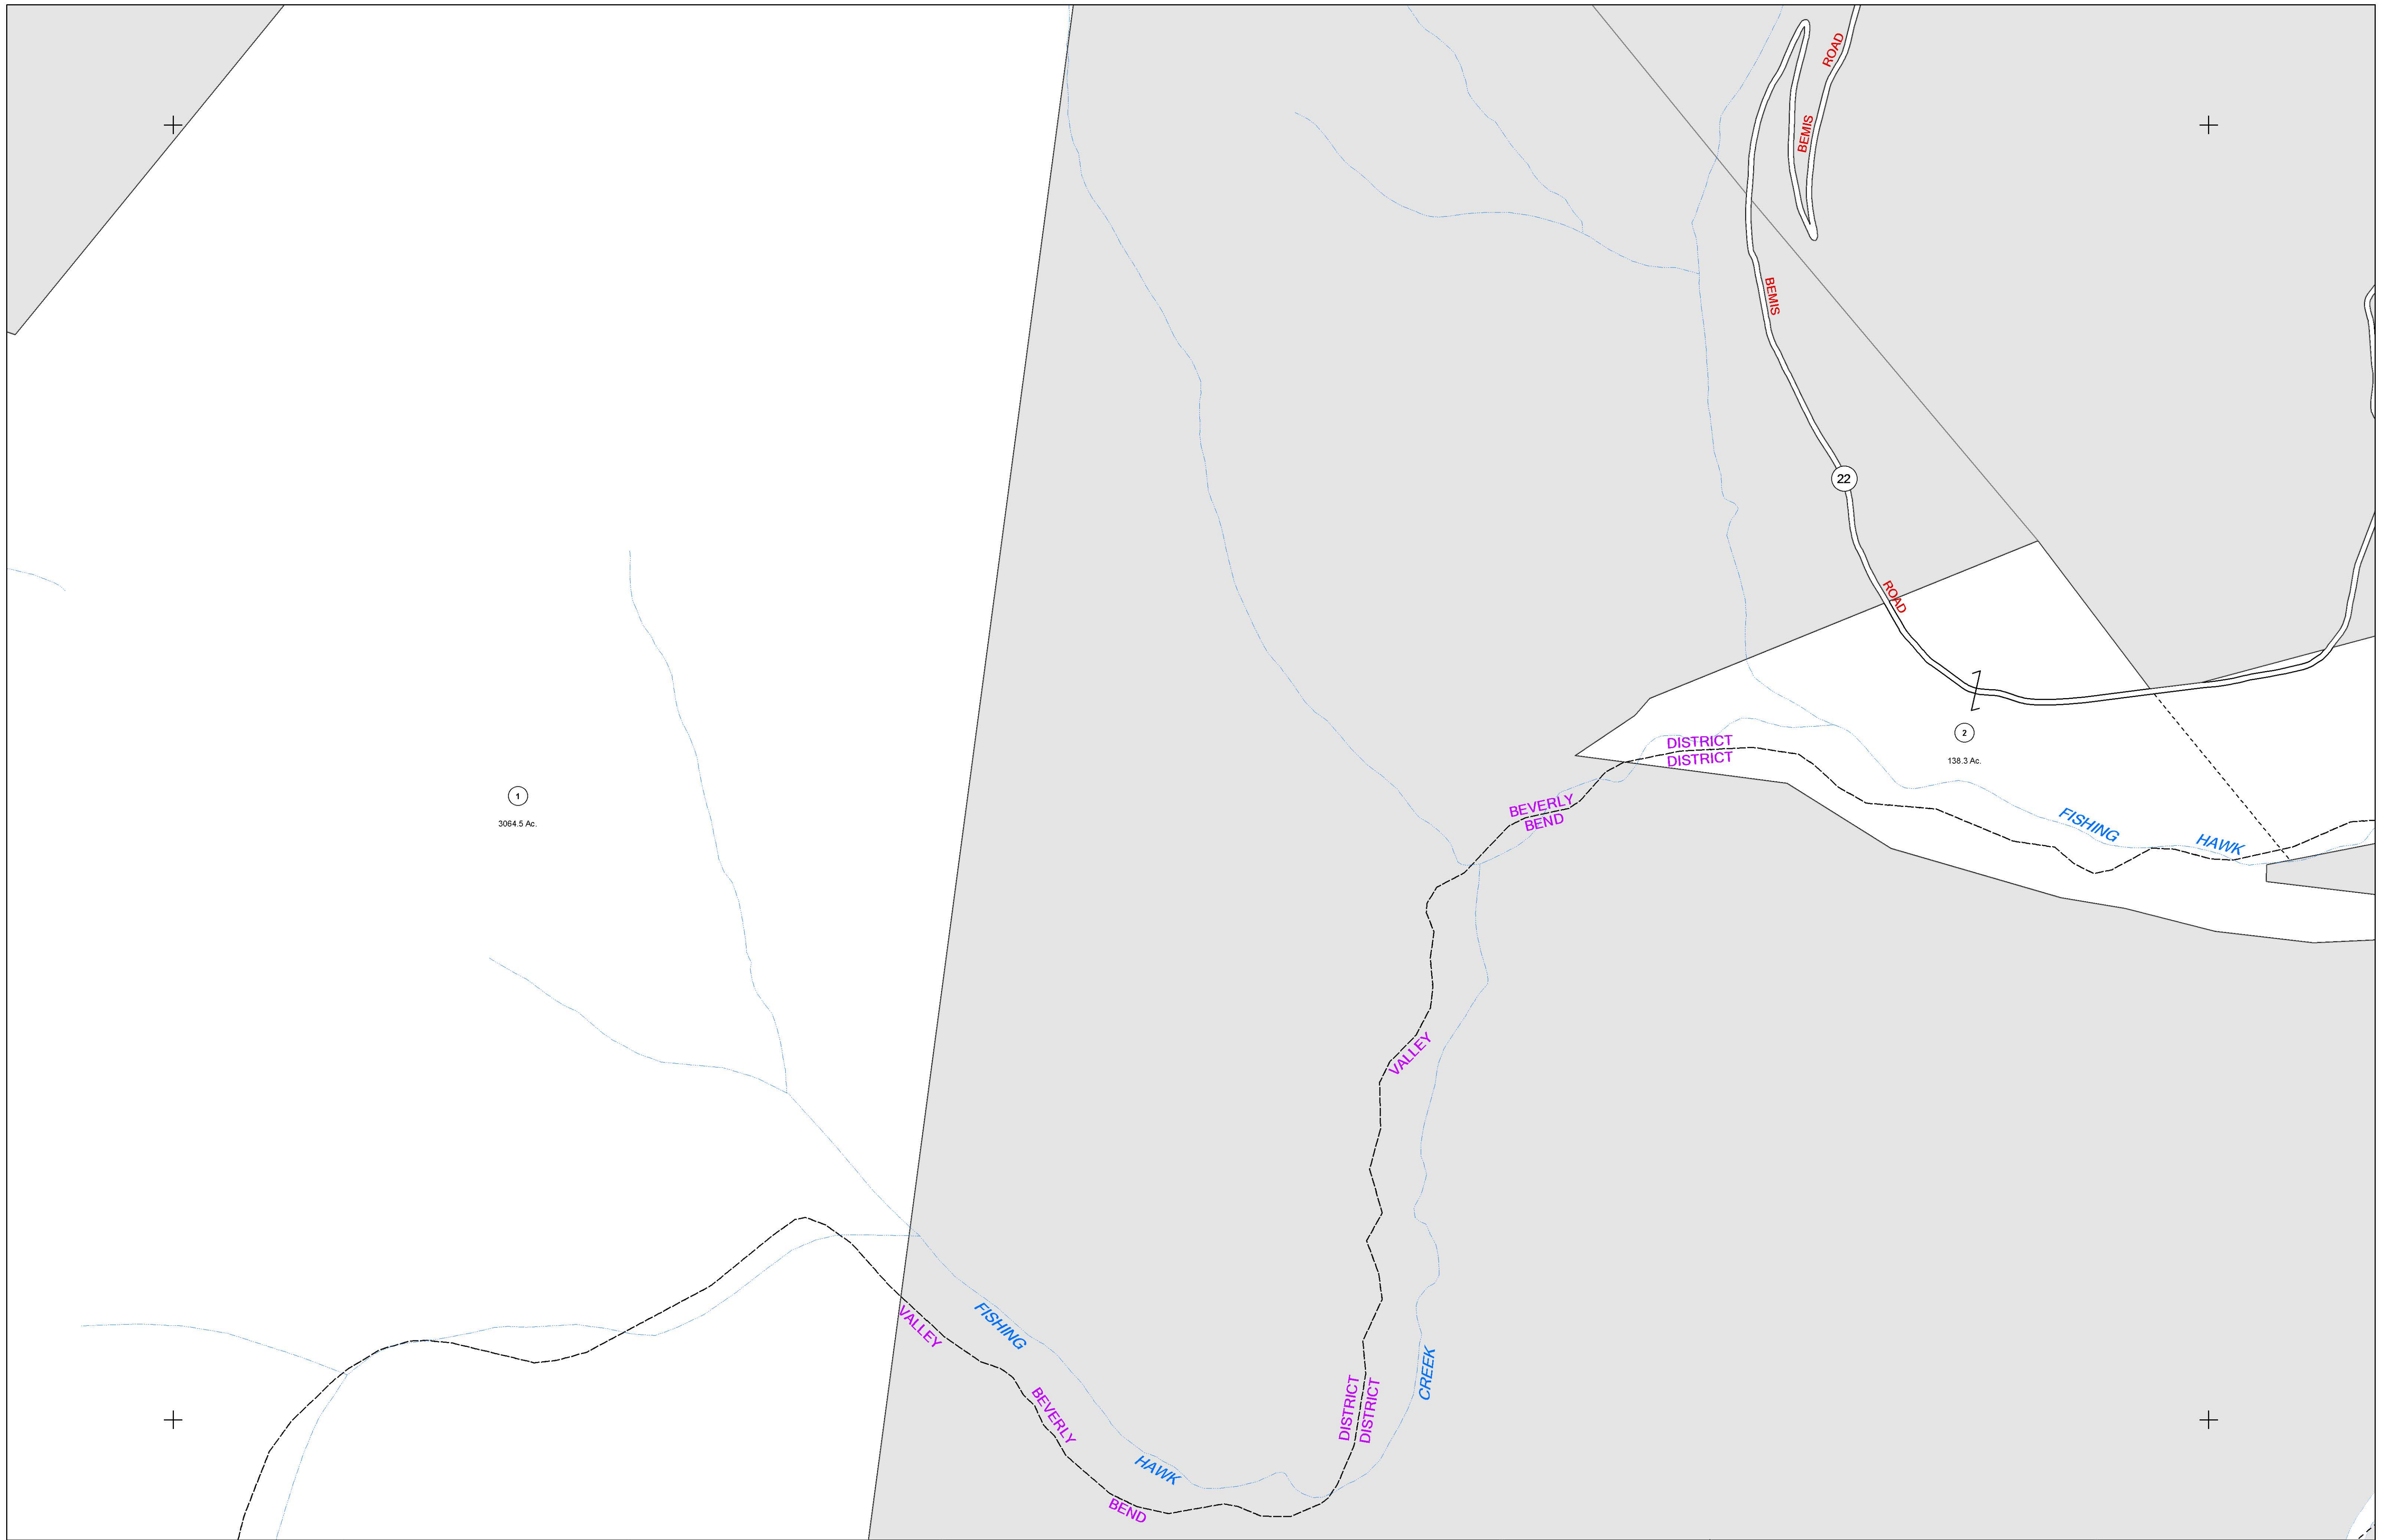 ROAD
BEMIS
BEMIS
22
ROAD
2
138.3 Ac.
DISTRICT
DISTRICT
BEVERLY
BEND
FISHING
HAWK
1
3064.5 Ac.
VALLEY
VALLEY
FISHING
BEVERLY
HAWK
BEND
DISTRICT
DISTRICT
CREEK